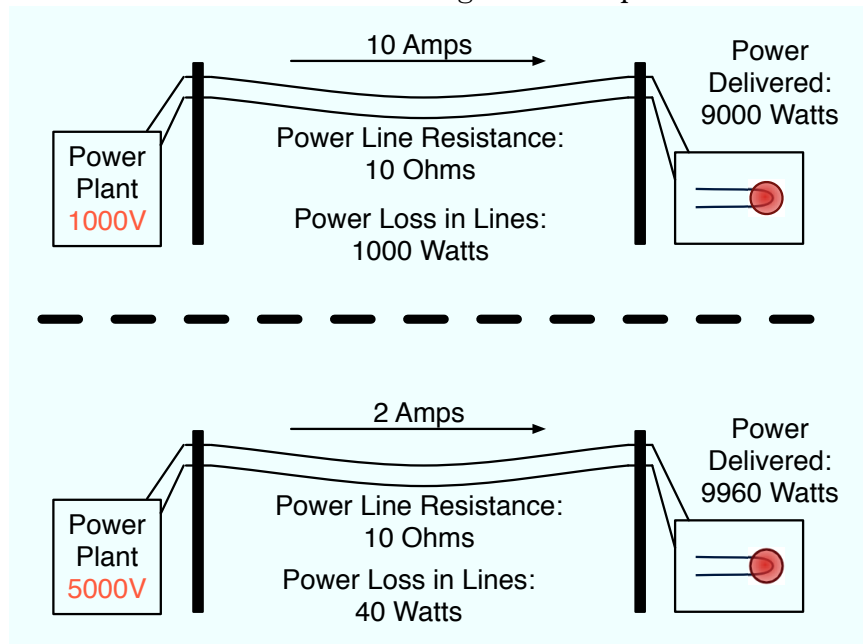 10 Amps
Power
Delivered:
9000 Watts
Power
Plant
1000V
Power Line Resistance:
10 Ohms
Power Loss in Lines:
1000 Watts
2 Amps
Power
Delivered:
9960 Watts
Power
Plant
5000V
Power Line Resistance:
10 Ohms
Power Loss in Lines:
40 Watts